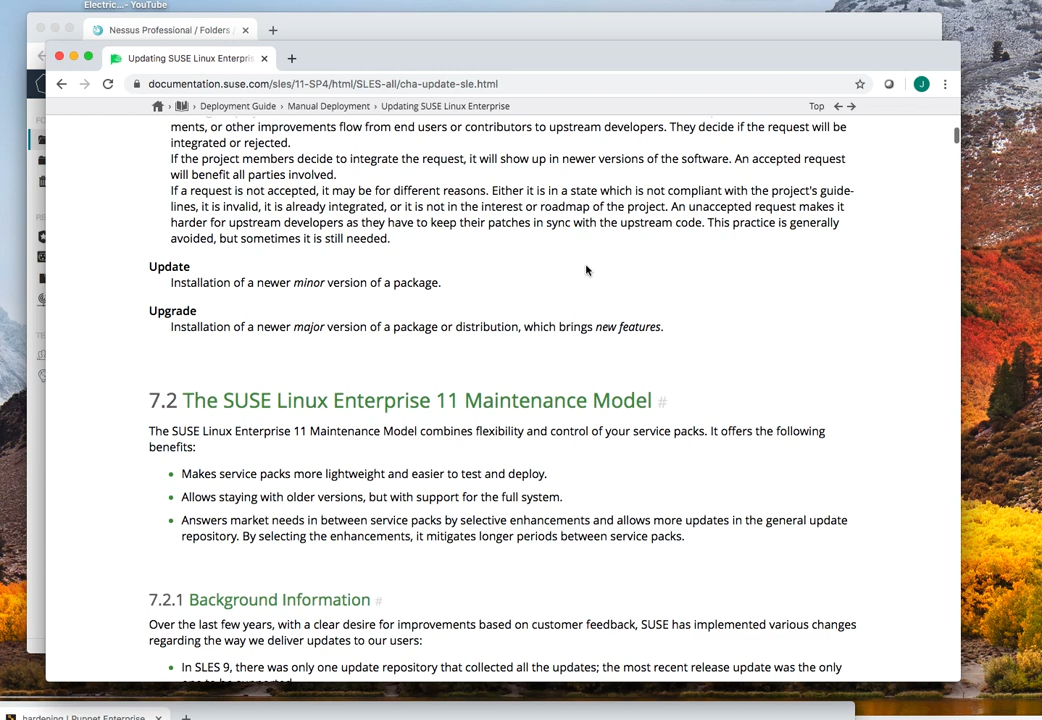 Electric...- YouTube
Nessus Professional / Folders
Updating SUSE Linux Enterpris
documentation.suse.com/sles/11-SP4/html/SLES-all/cha-update-sle.html
› Deployment Guide › Manual Deployment › Updating SUSE Linux Enterprise Top
ments, or other improvements flow from end users or contributors to upstream developers. They decide if the request will be
integrated or rejected.
If the project members decide to integrate the request, it will show up in newer versions of the software. An accepted request
will benefit all parties involved.
If a request is not accepted, it may be for different reasons. Either it is in a state which is not compliant with the project's guide-
lines, it is invalid, it is already integrated, or it is not in the interest or roadmap of the project. An unaccepted request makes it
harder for upstream developers as they have to keep their patches in sync with the upstream code. This practice is generally
avoided, but sometimes it is still needed.
Update
Installation of a newer minor version of a package.
Upgrade
Installation of a newer major version of a package or distribution, which brings new features.
7.2 The SUSE Linux Enterprise 11 Maintenance Model #
The SUSE Linux Enterprise 11 Maintenance Model combines flexibility and control of your service packs. It offers the following
benefits:
• Makes service packs more lightweight and easier to test and deploy.
• Allows staying with older versions, but with support for the full system.
• Answers market needs in between service packs by selective enhancements and allows more updates in the general update
repository. By selecting the enhancements, it mitigates longer periods between service packs.
7.2.1 Background Information #
Over the last few years, with a clear desire for improvements based on customer feedback, SUSE has implemented various changes
regarding the way we deliver updates to our users:
• In SLES 9, there was only one update repository that collected all the updates; the most recent release update was the only
one to be supported.
hardening | Puppet Enterprise